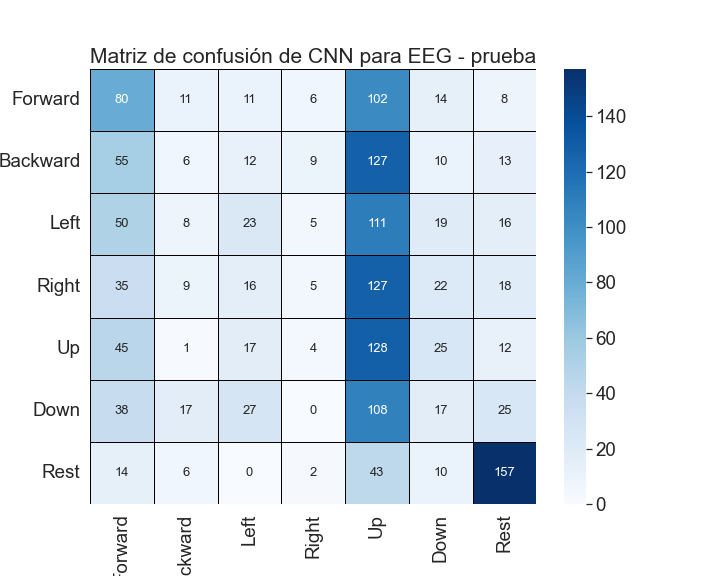 Matriz de confusión de CNN para EEG - prueba
Forward 80 11 11 6 102 14 8
Backward 55 6 12 9 127 10 13
Left 50 8 23 5 111 19 16
Right 35 9 16 5 127 22 18
Up 45 1 17 4 128 25 12
Down 38 17 27 0 108 17 25
Rest 14 6 0 2 43 10 157
Forward ckward Left Right Up Down Rest
140
120
100
80
60
40
20
0